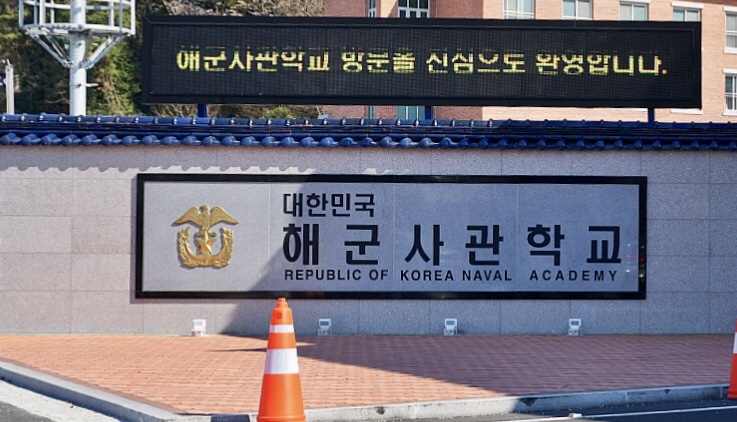 해군사관학교 방문을 진심으로 환영합니다.
대한민국
해군사관학교
REPUBLIC OF KOREA NAVAL ACADEMY